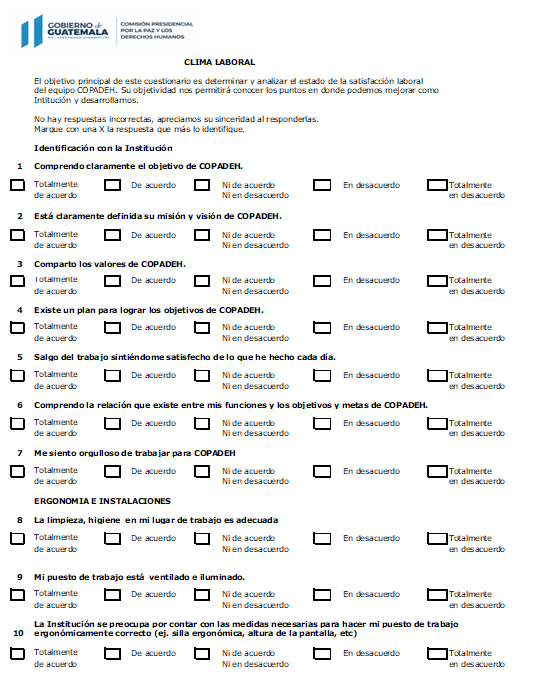 GOBIERNO de
GUATEMALA
COMISIÓN PRESIDENCIAL
POR LA PAZ Y LOS
DERECHOS HUMANOS
CLIMA LABORAL
El objetivo principal de este cuestionario es determinar y analizar el estado de la satisfacción laboral
del equipo COPADEH. Su objetividad nos permitirá conocer los puntos en donde podemos mejorar como
Intitución y desarrollarnos.
No hay respuestas incorrectas, apreciamos su sinceridad al responderlas.
Marque con una X la respuesta que más lo identifique.
Identificación con la Institución
1 Comprendo claramente el objetivo de COPADEH.
Totalmente De acuerdo Ni de acuerdo En desacuerdo Totalmente
de acuerdo Ni en desacuerdo en desacuerdo
2 Está claramente definida su misión y visión de COPADEH.
Totalmente De acuerdo Ni de acuerdo En desacuerdo Totalmente
de acuerdo Ni en desacuerdo en desacuerdo
3 Comparto los valores de COPADEH.
Totalmente De acuerdo Ni de acuerdo En desacuerdo Totalmente
de acuerdo Ni en desacuerdo en desacuerdo
4 Existe un plan para lograr los objetivos de COPADEH.
Totalmente De acuerdo Ni de acuerdo En desacuerdo Totalmente
de acuerdo Ni en desacuerdo en desacuerdo
5 Salgo del trabajo sintiéndome satisfecho de lo que he hecho cada día.
Totalmente De acuerdo Ni de acuerdo En desacuerdo Totalmente
de acuerdo Ni en desacuerdo en desacuerdo
6 Comprendo la relación que existe entre mis funciones y los objetivos y metas de COPADEH.
Totalmente De acuerdo Ni de acuerdo En desacuerdo Totalmente
de acuerdo Ni en desacuerdo en desacuerdo
7 Me siento orgulloso de trabajar para COPADEH
Totalmente De acuerdo Ni de acuerdo En desacuerdo Totalmente
de acuerdo Ni en desacuerdo en desacuerdo
ERGONOMIA E INSTALACIONES
8 La limpieza, higiene en mi lugar de trabajo es adecuada
Totalmente De acuerdo Ni de acuerdo En desacuerdo Totalmente
de acuerdo Ni en desacuerdo en desacuerdo
9 Mi puesto de trabajo está ventilado e iluminado.
Totalmente De acuerdo Ni de acuerdo En desacuerdo Totalmente
de acuerdo Ni en desacuerdo en desacuerdo
La Institución se preocupa por contar con las medidas necesarias para hacer mi puesto de trabajo
10 ergonómicamente correcto (ej. silla ergonómica, altura de la pantalla, etc)
Totalmente De acuerdo Ni de acuerdo En desacuerdo Totalmente
de acuerdo Ni en desacuerdo en desacuerdo